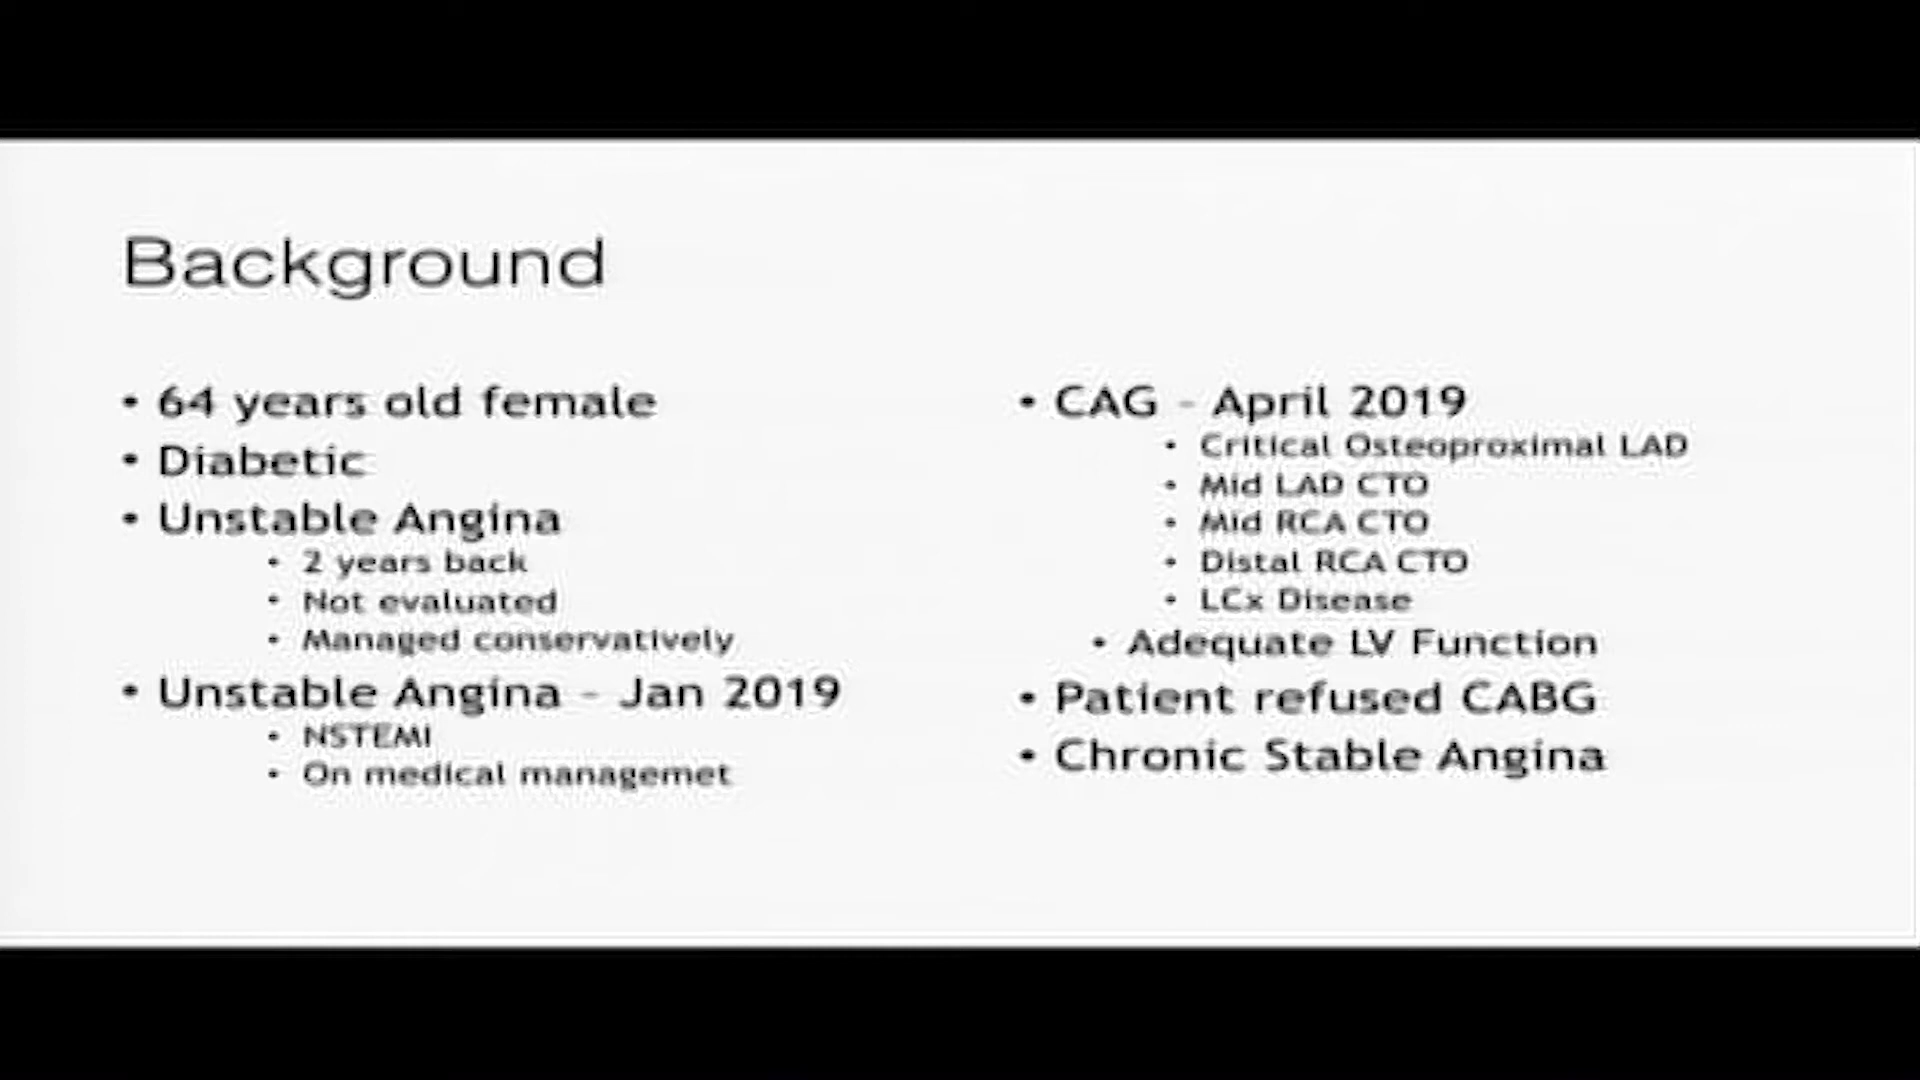 Background
• 64 years old female
• Diabetic
• Unstable Angina
• 2 years back
• Not evaluated
• Managed conservatively
• Unstable Angina - Jan 2019
• NSTEMI
• On medical managemet
• CAG - April 2019
• Critical Osteoproximal LAD
• Mid LAD CTO
• Mid RCA CTO
• Distal RCA CTO
• LCx Disease
• Adequate LV Function
• Patient refused CABG
• Chronic Stable Angina